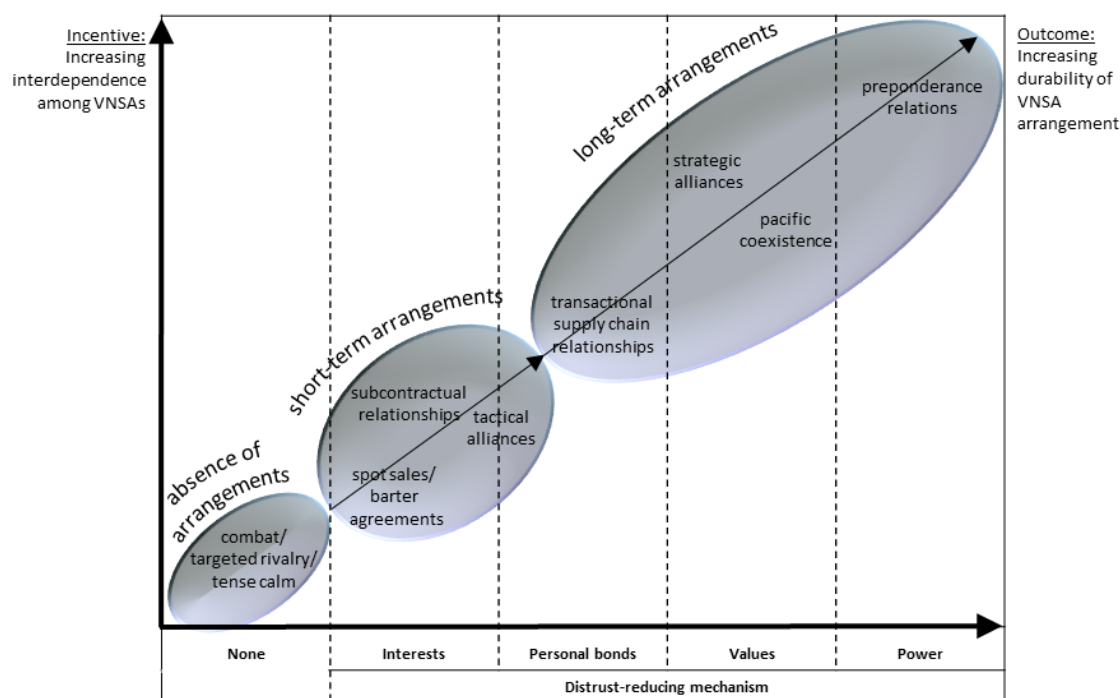 Incentive:
Increasing
interdependence
among VNSAs
Outcome:
Increasing
durability of
VNSA
arrangement
long-term arrangements
preponderance
relations
strategic
alliances
pacific
coexistence
transactional
supply chain
relationships
short-term arrangements
subcontractual
relationships
tactical
alliances
spot sales/
barter
agreements
absence of
arrangements
combat/
targeted rivalry/
tense calm
None
Interests
Personal bonds
Values
Power
Distrust-reducing mechanism